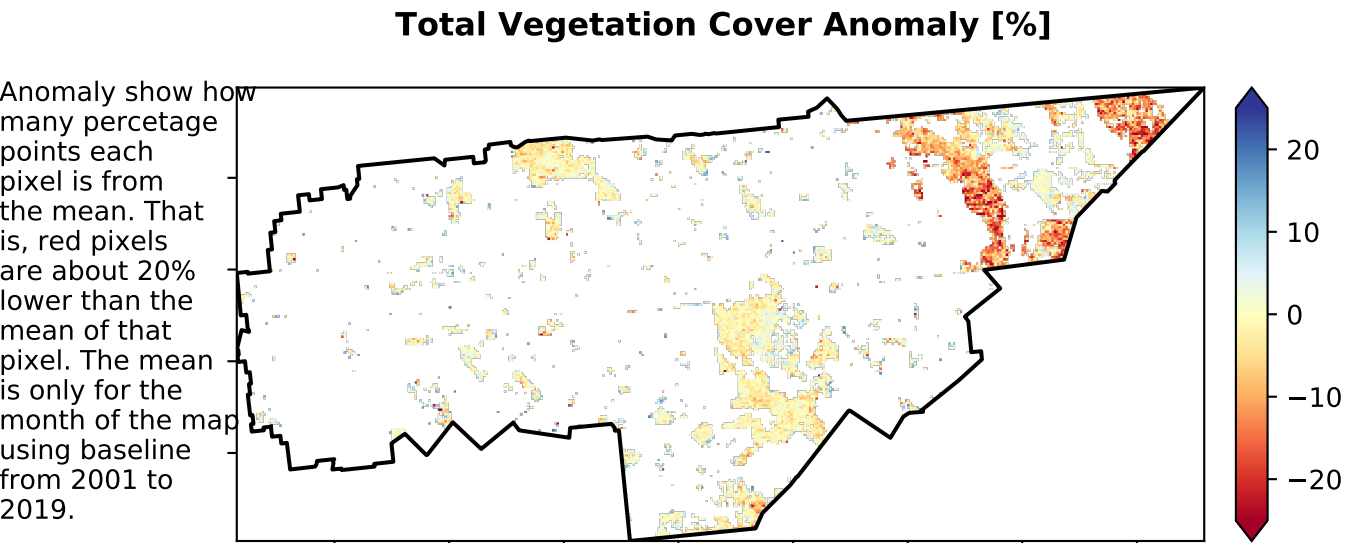 Total Vegetation Cover Anomaly [%]
Anomaly show how
many percetage
points each
pixel is from
the mean. That
is, red pixels
are about 20%
lower than the
mean of that
pixel. The mean
is only for the
month of the map
using baseline
from 2001 to
2019.
20
10
0
−10
−20